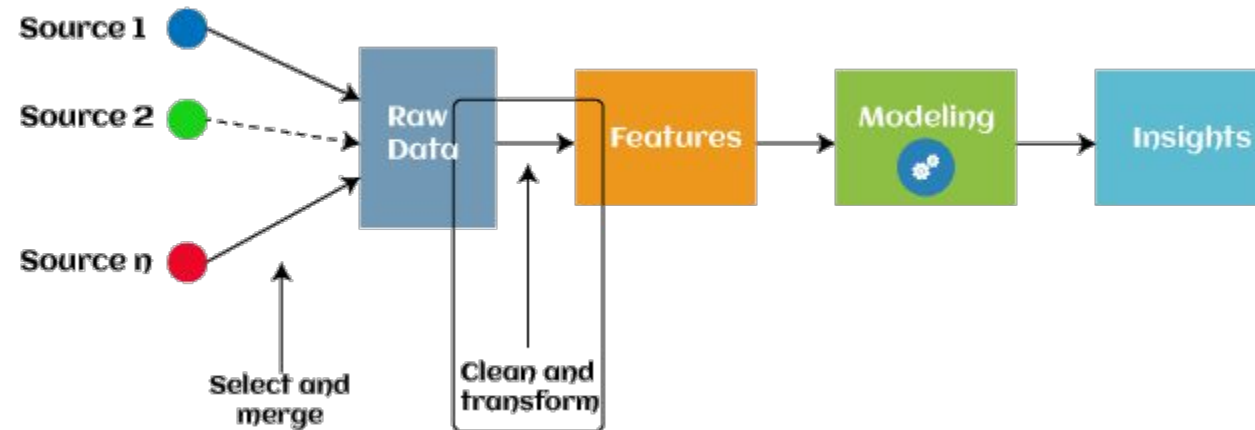 Source 1
Source 2
Source n
Raw
Data
Features
Modeling
Insights
Select and
merge
Clean and
transform